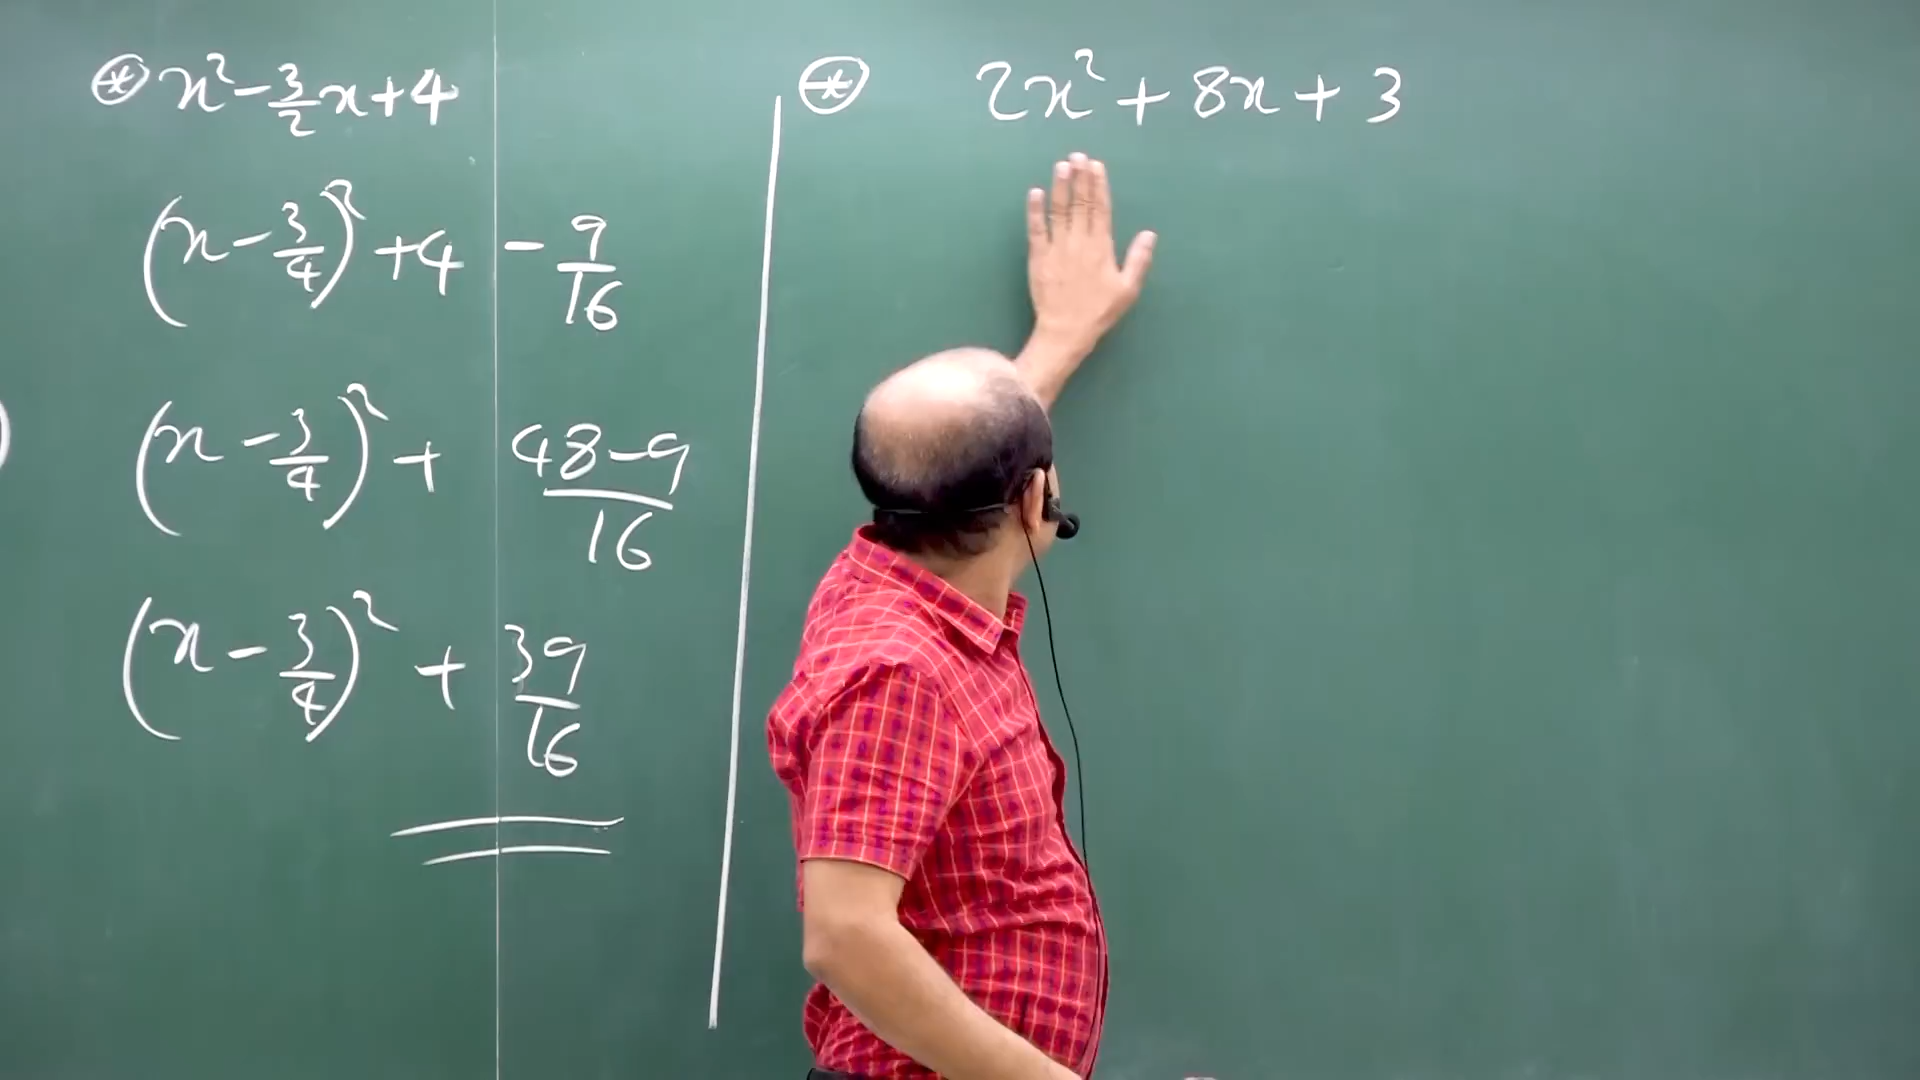 ⊛ x² - 3/2 x + 4
(x - 3/4)² + 4 - 9/16
(x - 3/4)² + (48-9)/16
(x - 3/4)² + 39/16
⊛ 2x² + 8x + 3